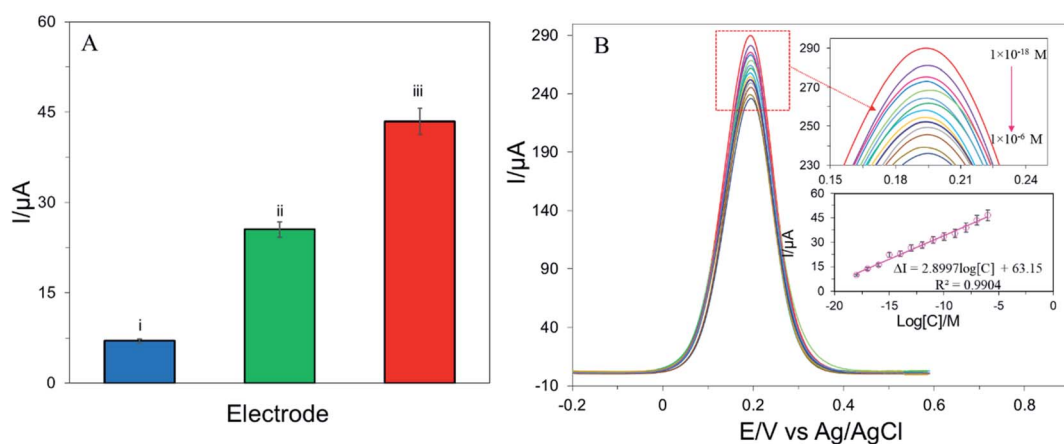 A
I/µA
60
45
30
15
0
i
ii
iii
Electrode
B
I/µA
290
240
190
140
90
40
-10
-0.2
0
0.2
0.4
0.6
0.8
E/V vs Ag/AgCl
290
280
270
260
250
240
230
0.15
0.18
0.21
0.24
1×10⁻¹⁸ M
1×10⁻⁶ M
I/µA
60
45
30
15
0
ΔI = 2.8997log[C] + 63.15
R² = 0.9904
-20
-15
-10
-5
0
Log[C]/M